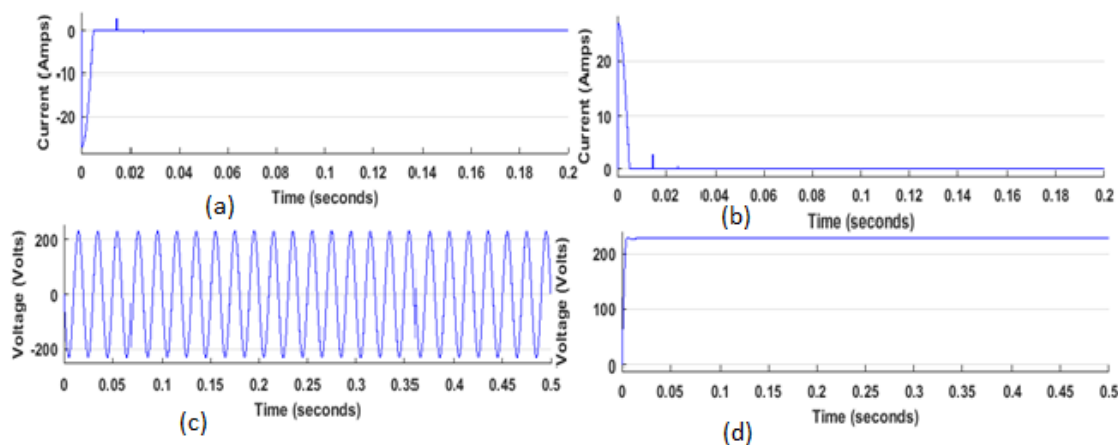 Current (Amps)
0
-10
-20
0 0.02 0.04 0.06 0.08 0.1 0.12 0.14 0.16 0.18 0.2
Time (seconds)
(a)
Current (Amps)
20
10
0
0 0.02 0.04 0.06 0.08 0.1 0.12 0.14 0.16 0.18 0.2
Time (seconds)
(b)
Voltage (Volts)
200
0
-200
0 0.05 0.1 0.15 0.2 0.25 0.3 0.35 0.4 0.45 0.5
Time (seconds)
(c)
Voltage (Volts)
200
100
0
0 0.05 0.1 0.15 0.2 0.25 0.3 0.35 0.4 0.45 0.5
Time (seconds)
(d)